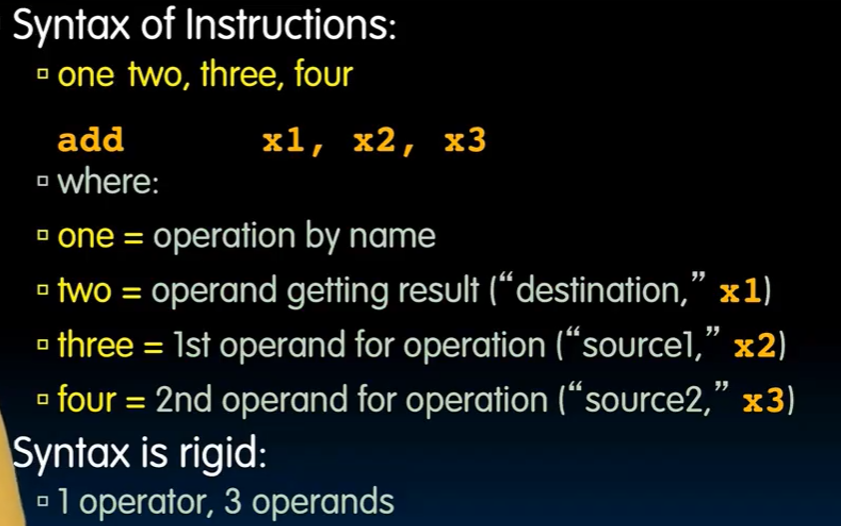 Syntax of Instructions:
one two, three, four
add x1, x2, x3
where:
one = operation by name
two = operand getting result (“destination,” x1)
three = 1st operand for operation (“source1,” x2)
four = 2nd operand for operation (“source2,” x3)
Syntax is rigid:
1 operator, 3 operands